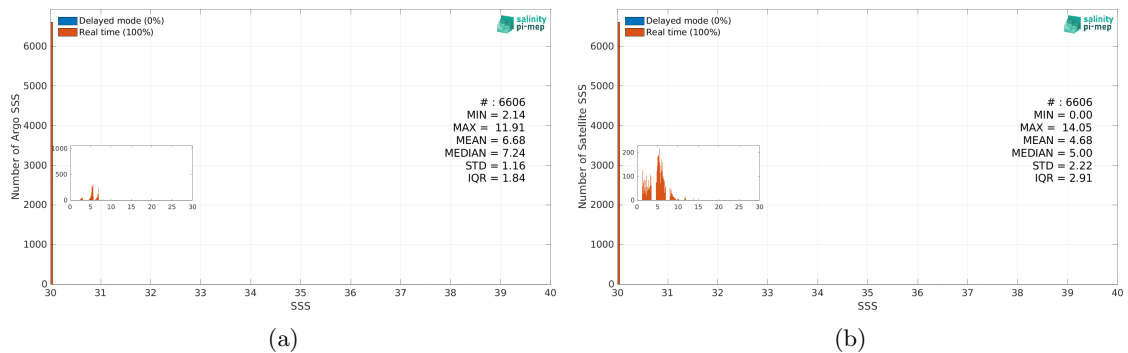 Delayed mode (0%)
Real time (100%)
salinity
pi-mep
Number of Argo SSS
6000
5000
4000
3000
2000
1000
0
# : 6606
MIN = 2.14
MAX = 11.91
MEAN = 6.68
MEDIAN = 7.24
STD = 1.16
IQR = 1.84
1000
500
0
0 5 10 15 20 25 30
30 31 32 33 34 35 36 37 38 39 40
SSS
(a)
Delayed mode (0%)
Real time (100%)
salinity
pi-mep
Number of Satellite SSS
6000
5000
4000
3000
2000
1000
0
# : 6606
MIN = 0.00
MAX = 14.05
MEAN = 4.68
MEDIAN = 5.00
STD = 2.22
IQR = 2.91
200
100
0
0 5 10 15 20 25 30
30 31 32 33 34 35 36 37 38 39 40
SSS
(b)